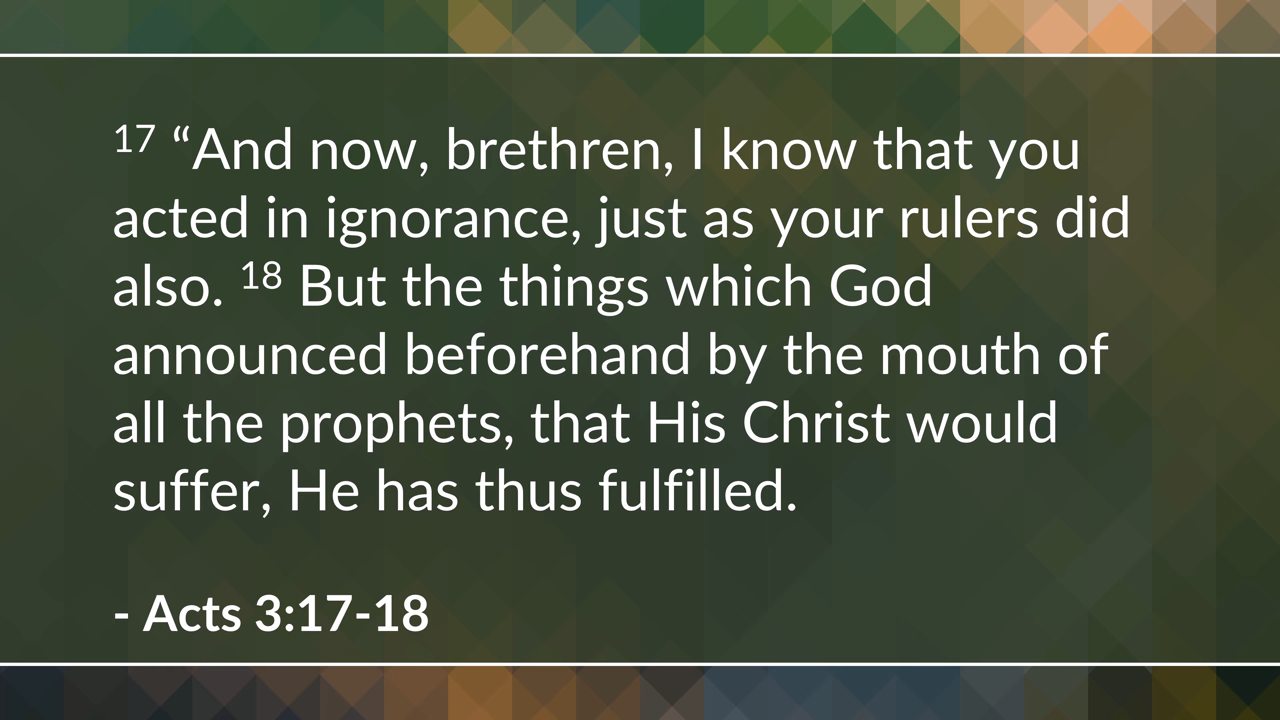 17 “And now, brethren, I know that you
acted in ignorance, just as your rulers did
also. 18 But the things which God
announced beforehand by the mouth of
all the prophets, that His Christ would
suffer, He has thus fulfilled.
- Acts 3:17-18